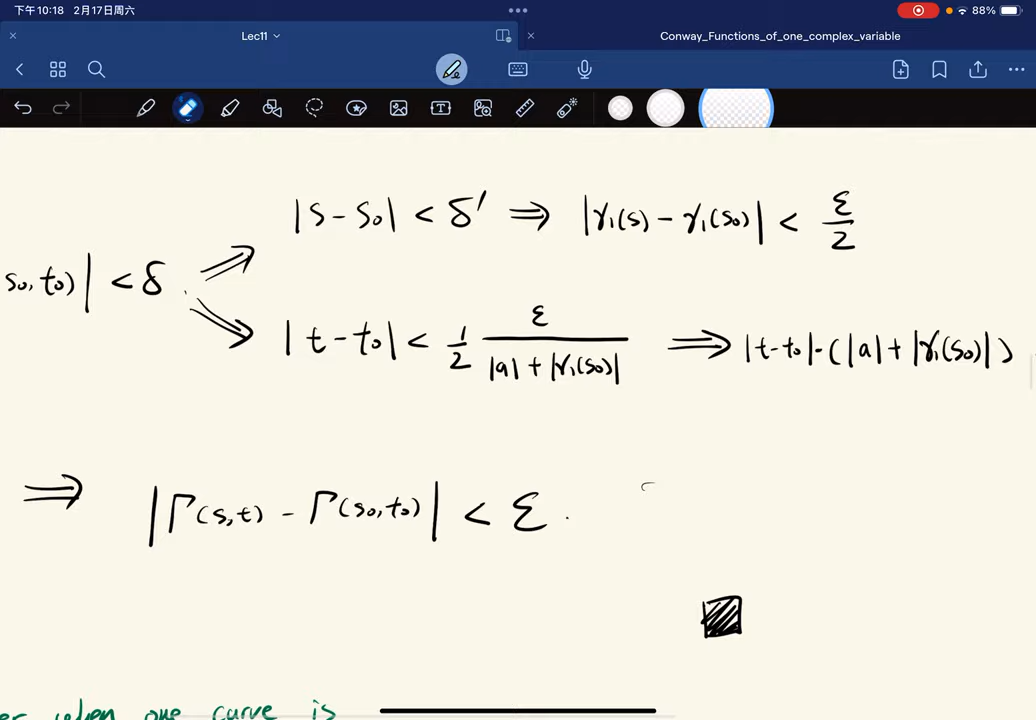 下午10:18 2月17日周六
88%
Lec11
Conway_Functions_of_one_complex_variable
|s - s₀| < δ' ⇒ |γ₁(s) - γ₁(s₀)| < ε/2
s₀, t₀)| < δ
|t - t₀| < 1/2 ε/(|a| + |γ₁(s₀)|) ⇒ |t-t₀|·(|a| + |γ₁(s₀)|)
⇒ |Γ(s,t) - Γ(s₀,t₀)| < ε.
when one curve is